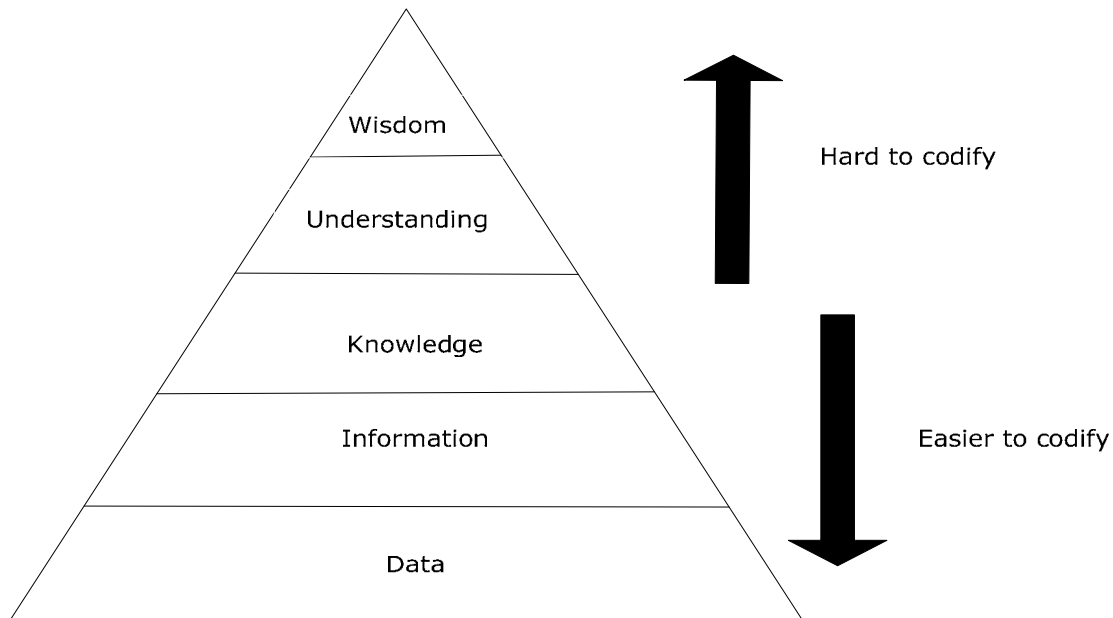 Wisdom
Hard to codify
Understanding
Knowledge
Information
Easier to codify
Data